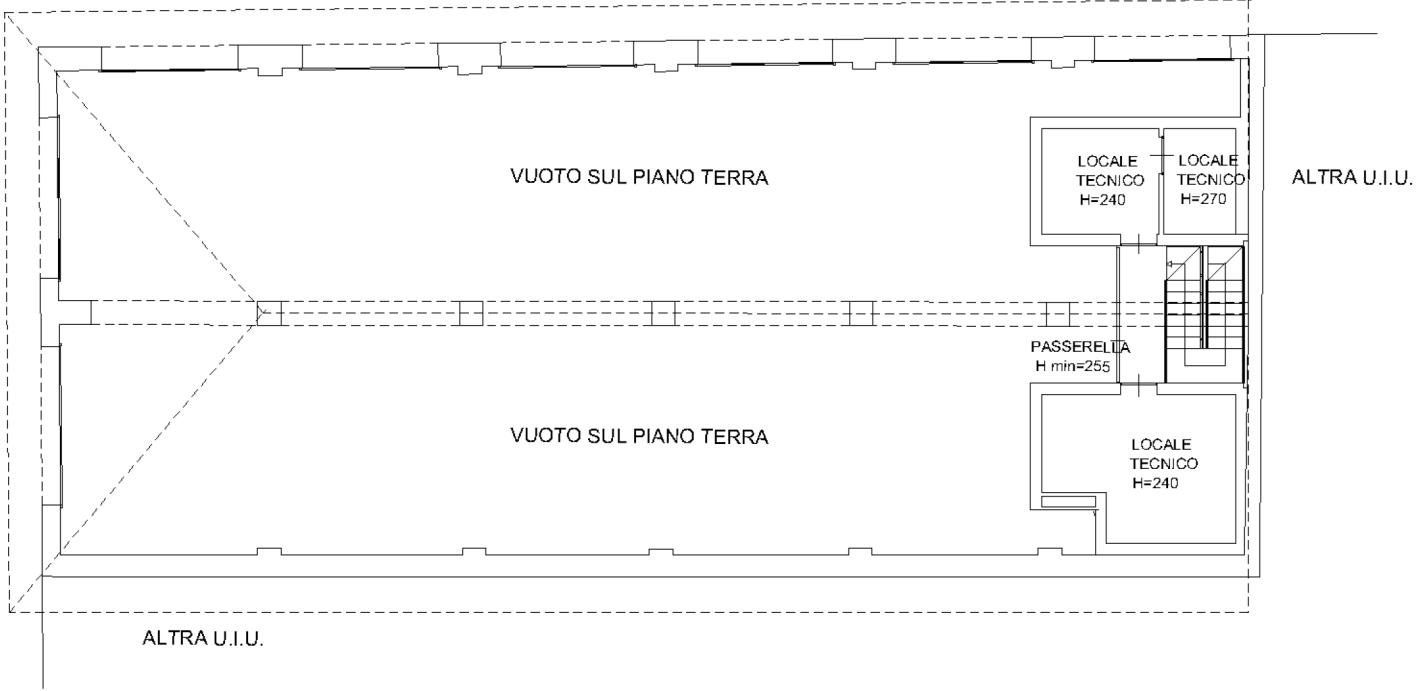 VUOTO SUL PIANO TERRA
LOCALE
TECNICO
H=240
LOCALE
TECNICO
H=270
ALTRA U.I.U.
PASSERELLA
H min=255
VUOTO SUL PIANO TERRA
LOCALE
TECNICO
H=240
ALTRA U.I.U.